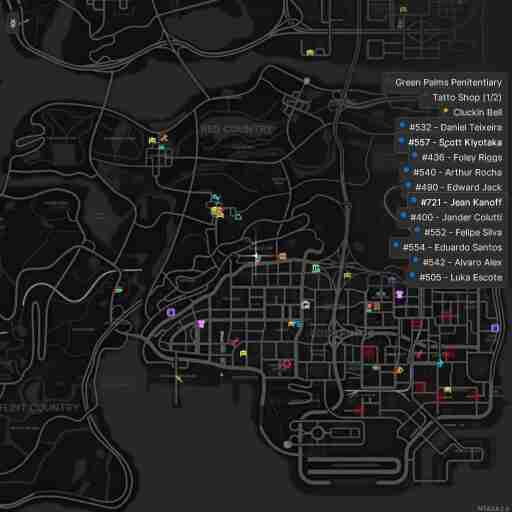 Green Palms Penitentiary
Tatto Shop (1/2)
Cluckin Bell
#532 - Daniel Teixeira
#557 - Scott Kiyotaka
RED COUNTRY
#436 - Foley Riggs
#540 - Arthur Rocha
#490 - Edward Jack
#721 - Jean Kanoff
#400 - Jander Colutti
#552 - Felipe Silva
#554 - Eduardo Santos
#542 - Alvaro Alex
#505 - Luka Escote
FLINT COUNTRY